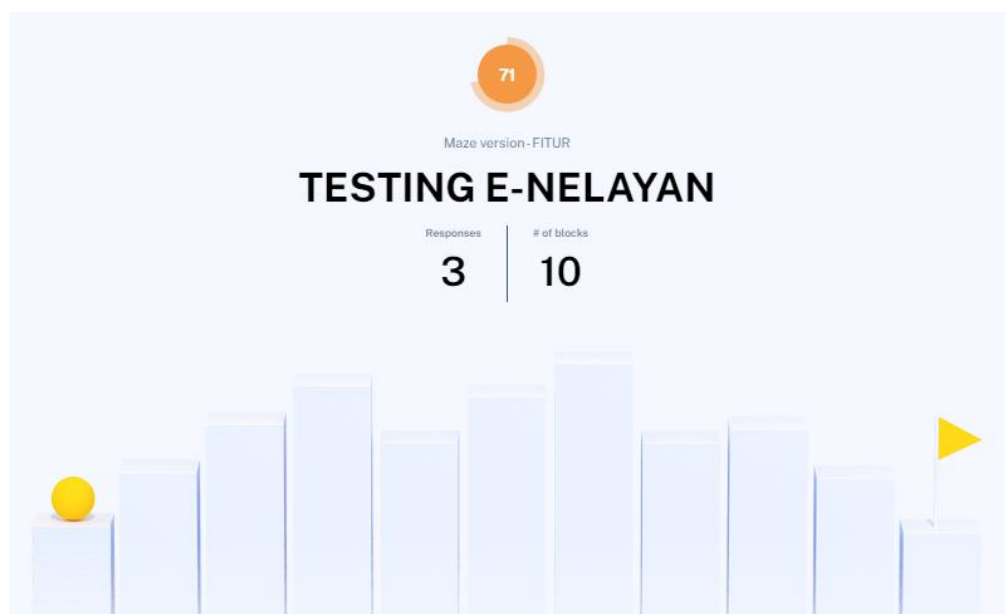 71
Maze version - FITUR
TESTING E-NELAYAN
Responses
# of blocks
3
10